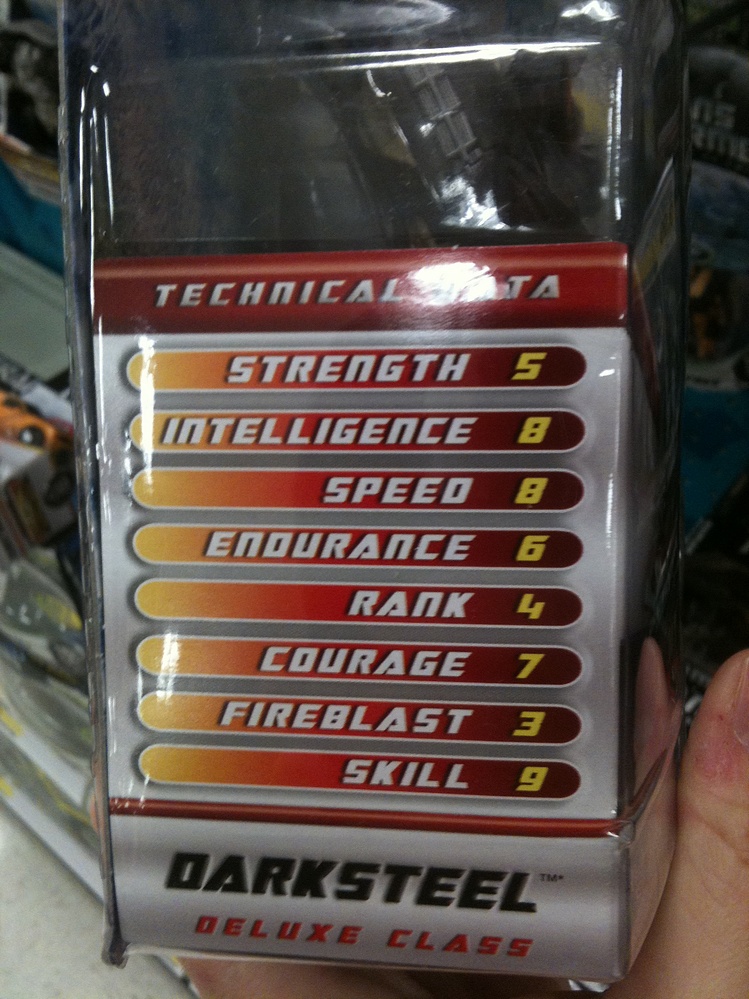 TECHNICAL DATA
STRENGTH 5
INTELLIGENCE 8
SPEED 8
ENDURANCE 6
RANK 4
COURAGE 7
FIREBLAST 3
SKILL 9
DARKSTEEL™*
DELUXE CLASS